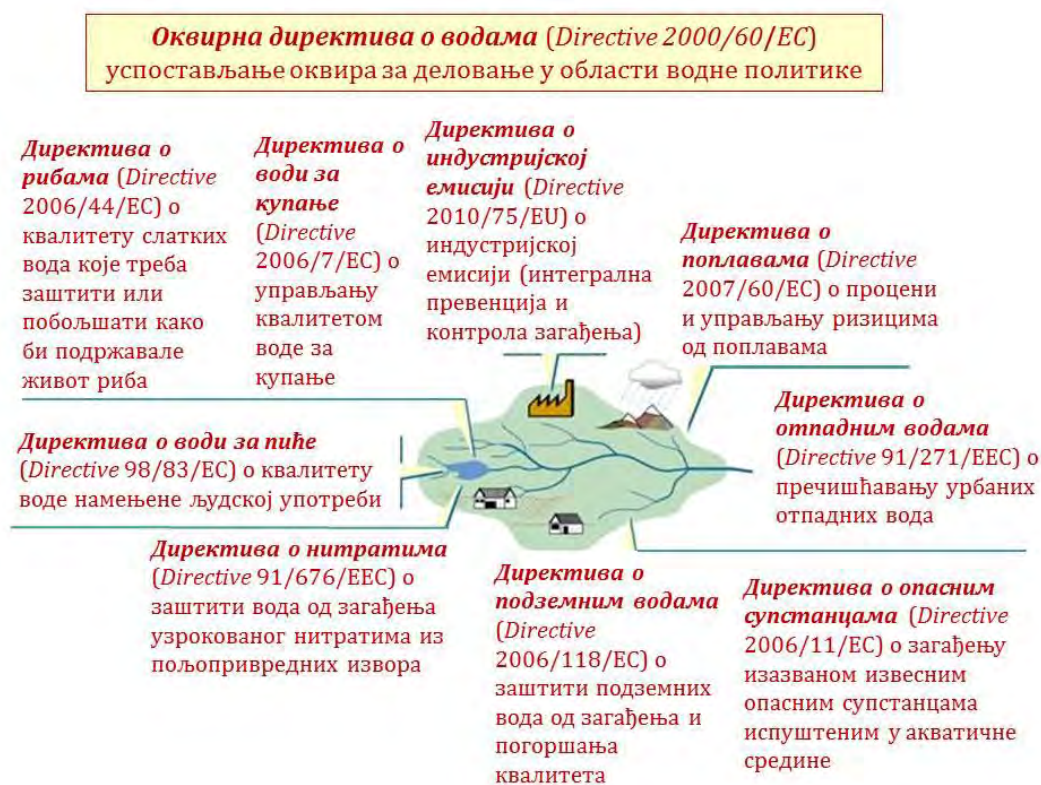 Оквирна директива о водама (Directive 2000/60/EC)
успостављање оквира за деловање у области водне политике
Директива о
рибама (Directive
2006/44/EC) о
квалитету слатких
вода које треба
заштити или
побољшати како
би подржавале
живот риба
Директива о
води за
купање
(Directive
2006/7/EC) о
управљању
квалитетом
воде за
купање
Директива о
индустријској
емисији (Directive
2010/75/EU) о
индустријској
емисији (интегрална
превенција и
контрола загађења)
Директива о
поплавама (Directive
2007/60/EC) о процени
и управљању ризицима
од поплавама
Директива о води за пиће
(Directive 98/83/EC) о квалитету
воде намењене људској употреби
Директива о
отпадним водама
(Directive 91/271/EEC) о
пречишћавању урбаних
отпадних вода
Директива о нитратима
(Directive 91/676/EEC) о
заштити вода од загађења
узрокованог нитратима из
пољопривредних извора
Директива о
подземним водама
(Directive
2006/118/EC) о
заштити подземних
вода од загађења и
погоршања
квалитета
Директива о опасним
супстанцама (Directive
2006/11/EC) о загађењу
изазваном извесним
опасним супстанцама
испуштеним у акватичне
средине